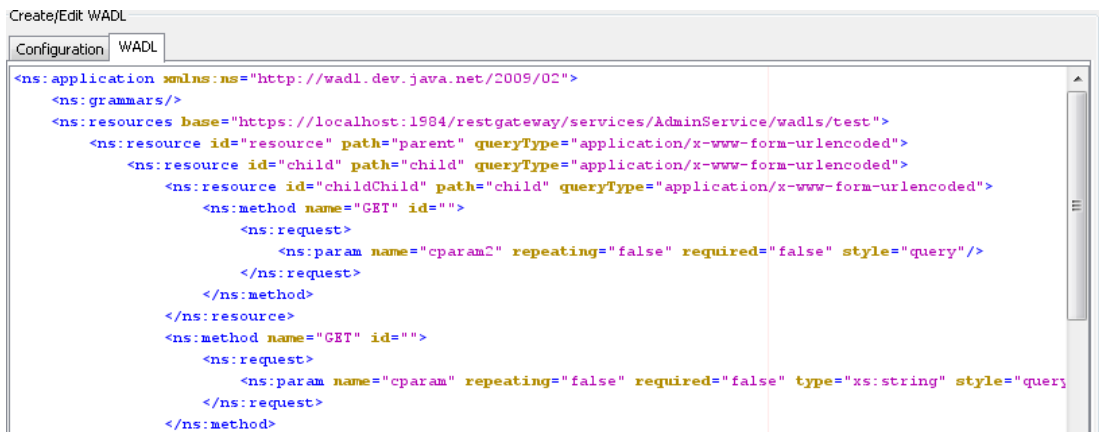 Create/Edit WADL
Configuration WADL
<ns:application xmlns:ns="http://wadl.dev.java.net/2009/02">
<ns:grammars/>
<ns:resources base="https://localhost:1984/restgateway/services/AdminService/wadls/test">
<ns:resource id="resource" path="parent" queryType="application/x-www-form-urlencoded">
<ns:resource id="child" path="child" queryType="application/x-www-form-urlencoded">
<ns:resource id="childChild" path="child" queryType="application/x-www-form-urlencoded">
<ns:method name="GET" id="">
<ns:request>
<ns:param name="cparam2" repeating="false" required="false" style="query"/>
</ns:request>
</ns:method>
</ns:resource>
<ns:method name="GET" id="">
<ns:request>
<ns:param name="cparam" repeating="false" required="false" type="xs:string" style="query
</ns:request>
</ns:method>